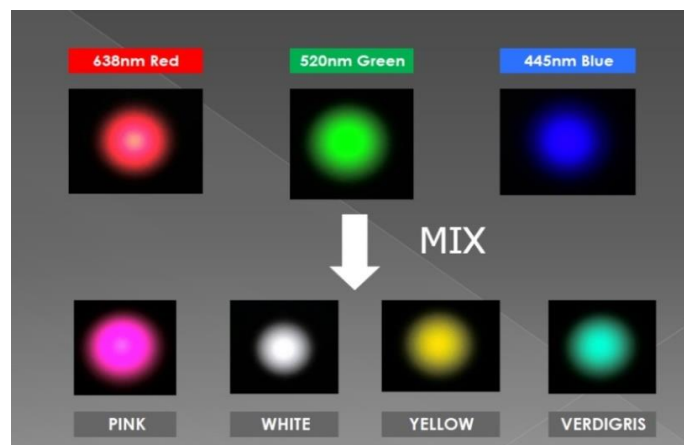 638nm Red
520nm Green
445nm Blue
MIX
PINK
WHITE
YELLOW
VERDIGRIS